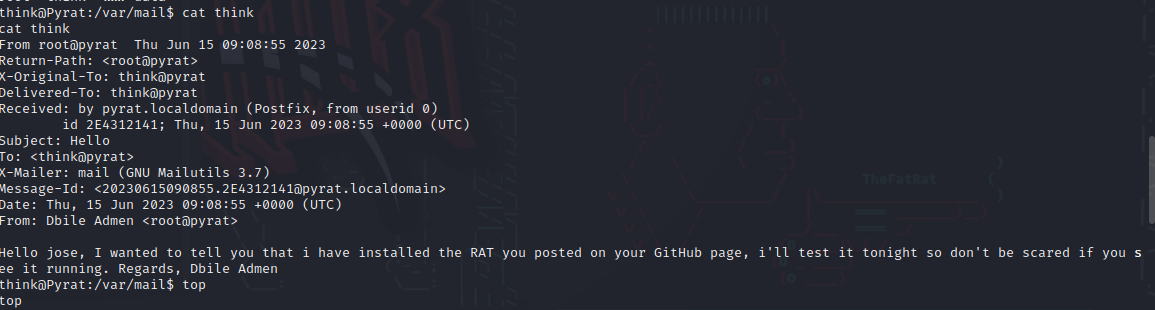 think@Pyrat:/var/mail$ cat think
cat think
From root@pyrat  Thu Jun 15 09:08:55 2023
Return-Path: <root@pyrat>
X-Original-To: think@pyrat
Delivered-To: think@pyrat
Received: by pyrat.localdomain (Postfix, from userid 0)
        id 2E4312141; Thu, 15 Jun 2023 09:08:55 +0000 (UTC)
Subject: Hello
To: <think@pyrat>
X-Mailer: mail (GNU Mailutils 3.7)
Message-Id: <20230615090855.2E4312141@pyrat.localdomain>
Date: Thu, 15 Jun 2023 09:08:55 +0000 (UTC)
From: Dbile Admen <root@pyrat>
TheFatRat
Hello jose, I wanted to tell you that i have installed the RAT you posted on your GitHub page, i'll test it tonight so don't be scared if you s
ee it running. Regards, Dbile Admen
think@Pyrat:/var/mail$ top
top